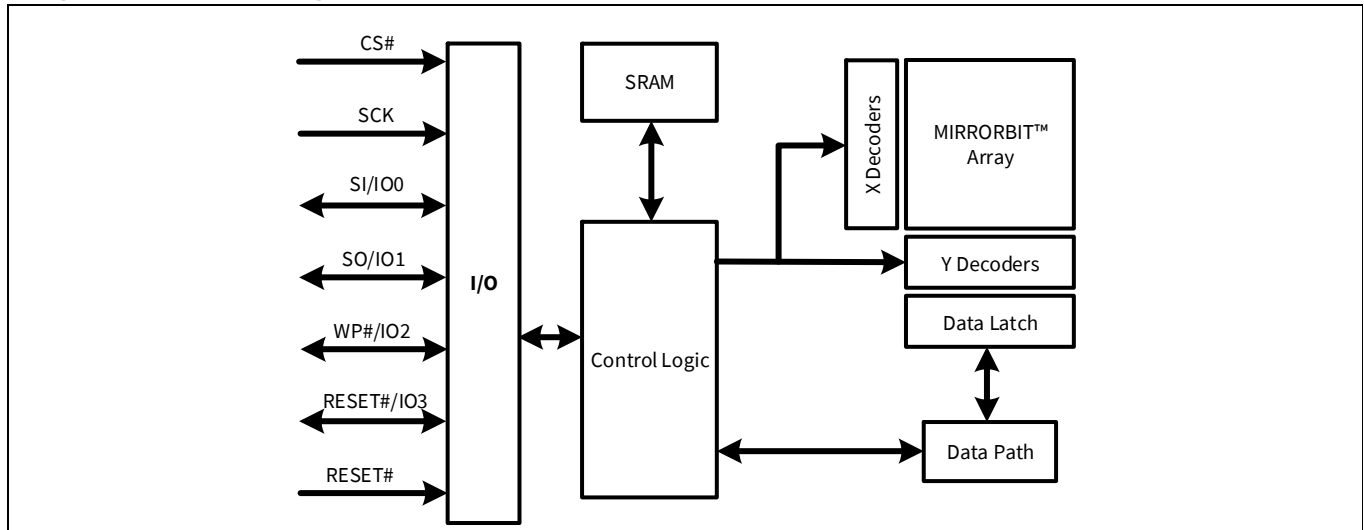 CS#
SCK
SI/IO0
SO/IO1
WP#/IO2
RESET#/IO3
RESET#
I/O
SRAM
Control Logic
X Decoders
MIRRORBIT™
Array
Y Decoders
Data Latch
Data Path